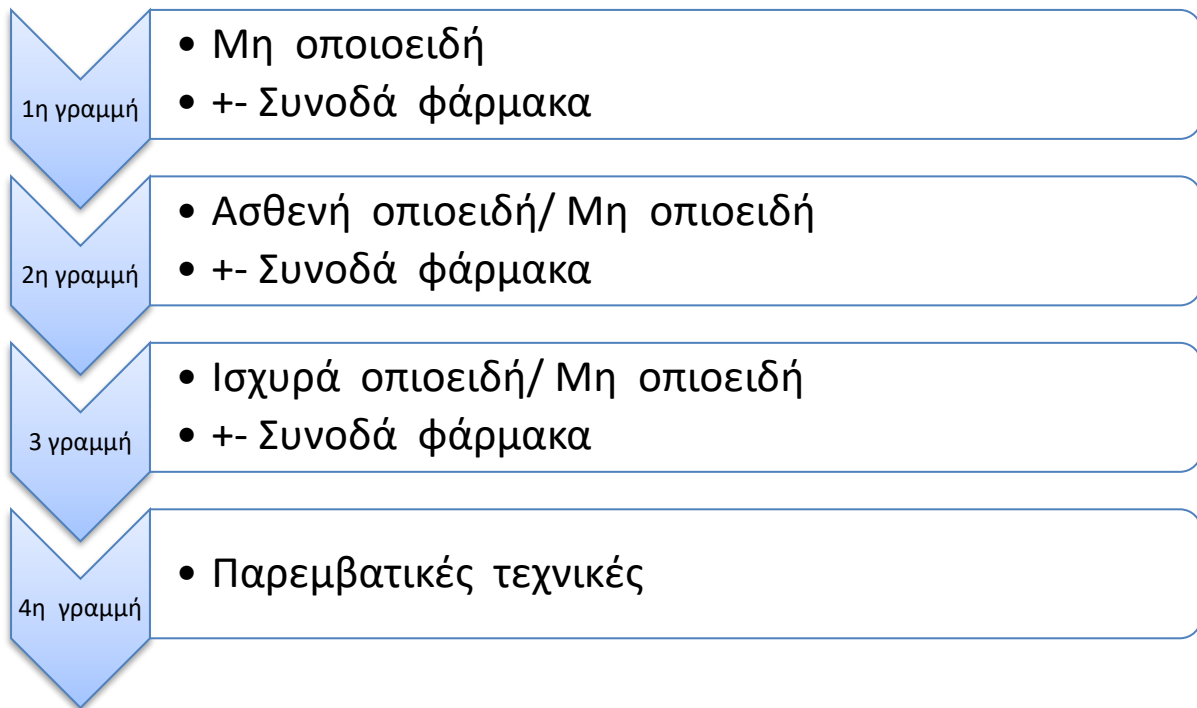 1η γραμμή
• Μη οποιοειδή
• +- Συνοδά φάρμακα
2η γραμμή
• Ασθενή οπιοειδή/ Μη οπιοειδή
• +- Συνοδά φάρμακα
3 γραμμή
• Ισχυρά οπιοειδή/ Μη οπιοειδή
• +- Συνοδά φάρμακα
4η γραμμή
• Παρεμβατικές τεχνικές